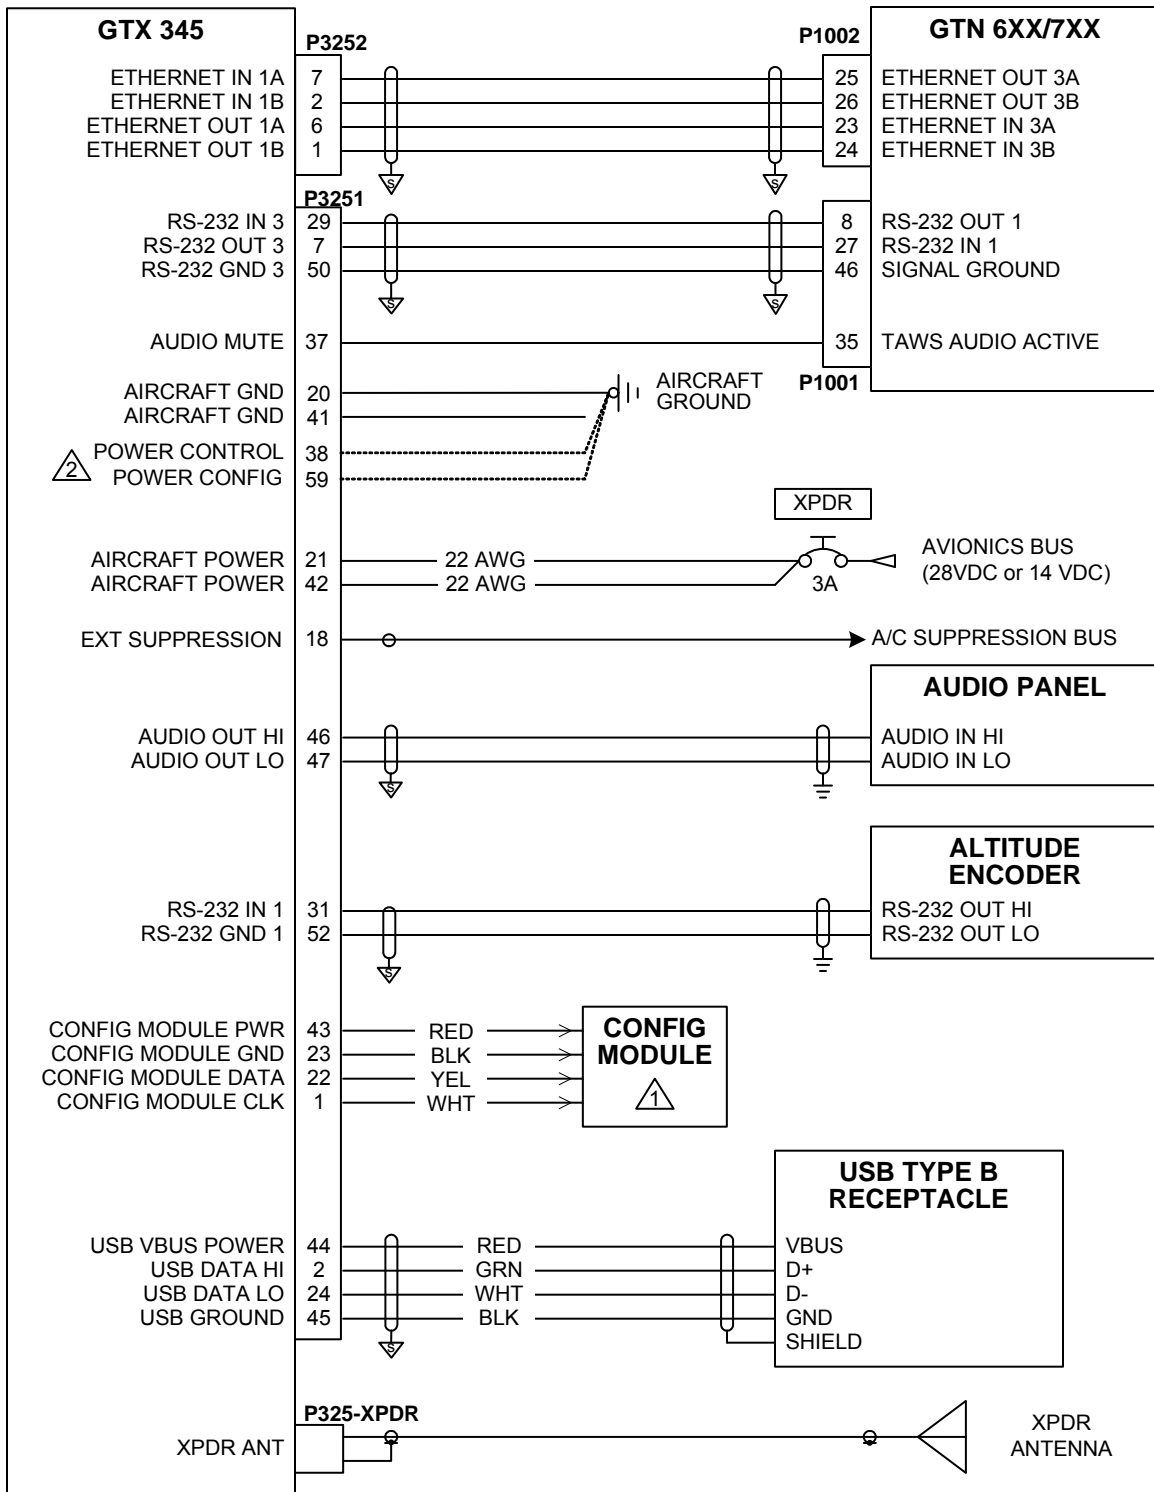 GTX 345
P3252
P1002
GTN 6XX/7XX
ETHERNET IN 1A 7 25 ETHERNET OUT 3A
ETHERNET IN 1B 2 26 ETHERNET OUT 3B
ETHERNET OUT 1A 6 23 ETHERNET IN 3A
ETHERNET OUT 1B 1 24 ETHERNET IN 3B
S S
P3251
RS-232 IN 3 29 8 RS-232 OUT 1
RS-232 OUT 3 7 27 RS-232 IN 1
RS-232 GND 3 50 46 SIGNAL GROUND
S S
AUDIO MUTE 37 35 TAWS AUDIO ACTIVE
P1001
AIRCRAFT GND 20
AIRCRAFT GND 41
AIRCRAFT
GROUND
2
POWER CONTROL 38
POWER CONFIG 59
XPDR
AIRCRAFT POWER 21 22 AWG
AIRCRAFT POWER 42 22 AWG
3A
AVIONICS BUS
(28VDC or 14 VDC)
EXT SUPPRESSION 18 A/C SUPPRESSION BUS
AUDIO PANEL
AUDIO OUT HI 46 AUDIO IN HI
AUDIO OUT LO 47 AUDIO IN LO
S
ALTITUDE
ENCODER
RS-232 IN 1 31 RS-232 OUT HI
RS-232 GND 1 52 RS-232 OUT LO
S
CONFIG MODULE PWR 43 RED
CONFIG MODULE GND 23 BLK
CONFIG MODULE DATA 22 YEL
CONFIG MODULE CLK 1 WHT
CONFIG
MODULE
1
USB TYPE B
RECEPTACLE
USB VBUS POWER 44 RED VBUS
USB DATA HI 2 GRN D+
USB DATA LO 24 WHT D-
USB GROUND 45 BLK GND
S SHIELD
P325-XPDR
XPDR ANT
XPDR
ANTENNA